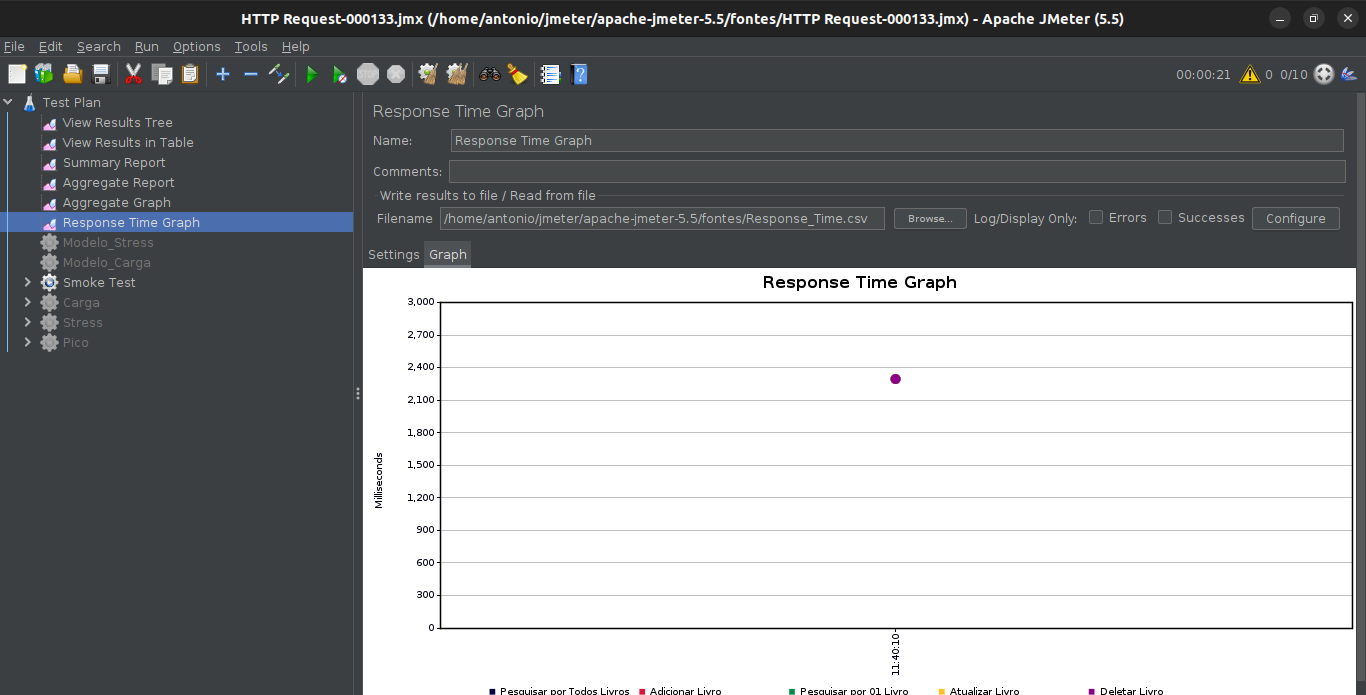 HTTP Request-000133.jmx (/home/antonio/jmeter/apache-jmeter-5.5/fontes/HTTP Request-000133.jmx) - Apache JMeter (5.5)
File Edit Search Run Options Tools Help
STOP 00:00:21 0 0/10
Test Plan
View Results Tree
View Results in Table
Summary Report
Aggregate Report
Aggregate Graph
Response Time Graph
Modelo_Stress
Modelo_Carga
Smoke Test
Carga
Stress
Pico
Response Time Graph
Name: Response Time Graph
Comments:
Write results to file / Read from file
Filename /home/antonio/jmeter/apache-jmeter-5.5/fontes/Response_Time.csv Browse... Log/Display Only: Errors Successes Configure
Settings Graph
Response Time Graph
3,000
2,700
2,400
2,100
1,800
1,500
1,200
900
600
300
0
Milliseconds
11:40:10
Pesquisar por Todos Livros Adicionar Livro Pesquisar por 01 Livro Atualizar Livro Deletar Livro